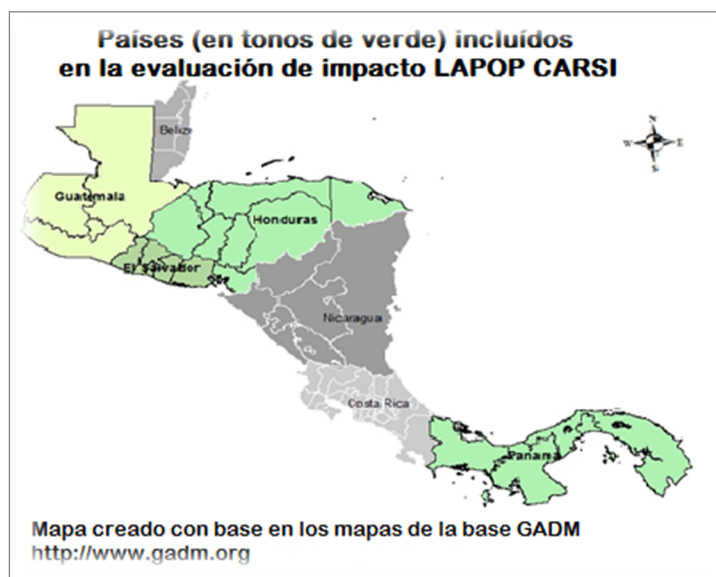 Países (en tonos de verde) incluídos
en la evaluación de impacto LAPOP CARSI
N
W E
S
Belize
Guatemala
Honduras
El Salvador
Nicaragua
Costa Rica
Panama
Mapa creado con base en los mapas de la base GADM
http://www.gadm.org